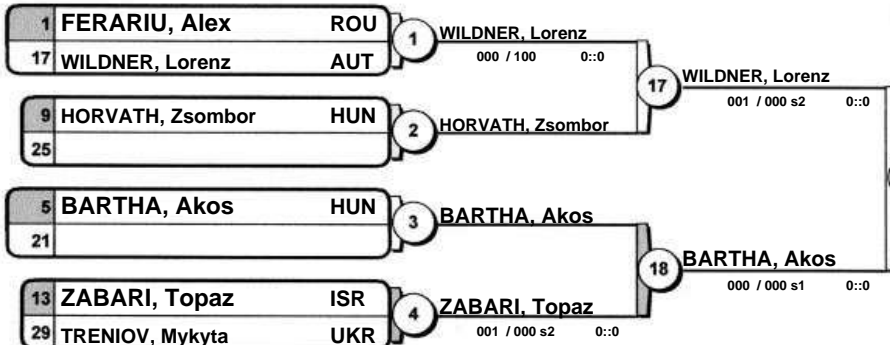 1 FERARIU, Alex ROU
17 WILDNER, Lorenz AUT
1
WILDNER, Lorenz
000 / 100 0::0
9 HORVATH, Zsombor HUN
25
2
HORVATH, Zsombor
17
WILDNER, Lorenz
001 / 000 s2 0::0
5 BARTHA, Akos HUN
21
3
BARTHA, Akos
13 ZABARI, Topaz ISR
29 TRENIOV, Mykyta UKR
4
ZABARI, Topaz
001 / 000 s2 0::0
18
BARTHA, Akos
000 / 000 s1 0::0